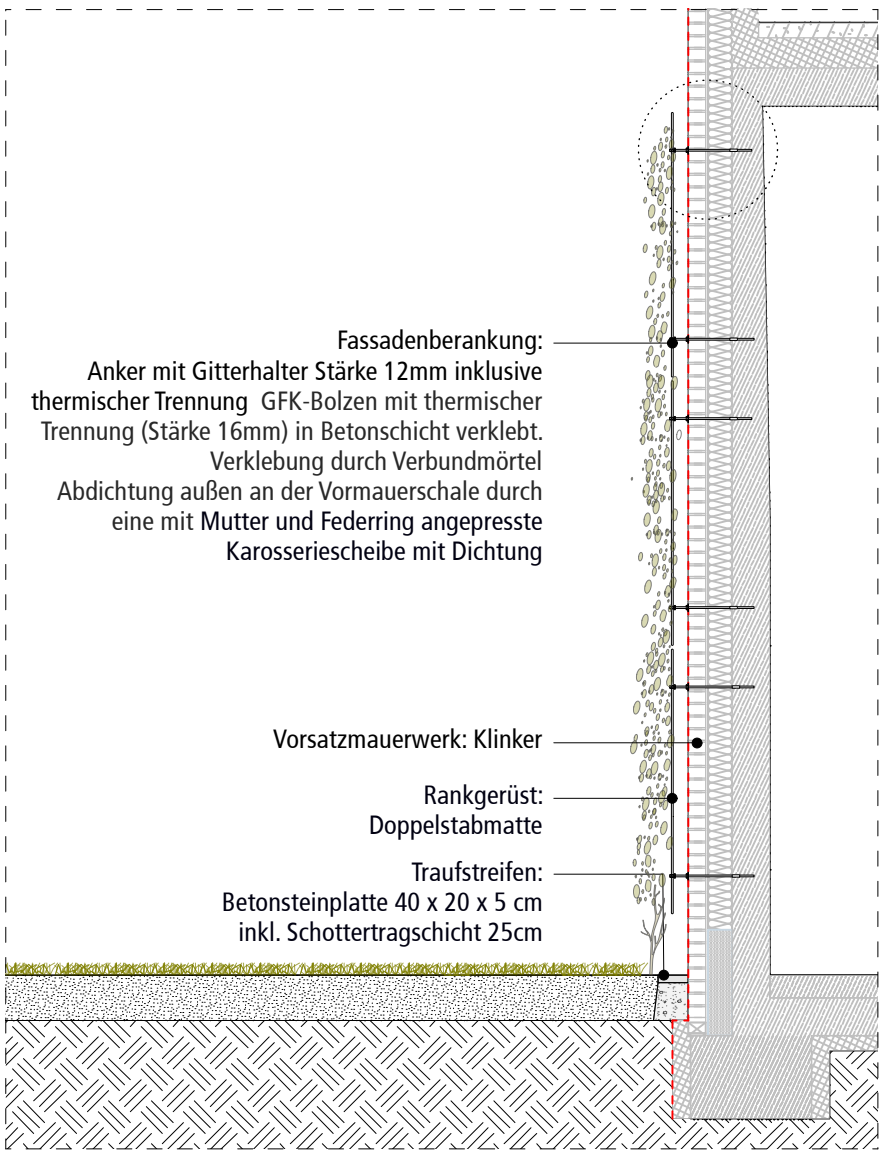 Fassadenberankung:
Anker mit Gitterhalter Stärke 12mm inklusive
thermischer Trennung GFK-Bolzen mit thermischer
Trennung (Stärke 16mm) in Betonschicht verklebt.
Verklebung durch Verbundmörtel
Abdichtung außen an der Vormauerschale durch
eine mit Mutter und Federring angepresste
Karosseriescheibe mit Dichtung
Vorsatzmauerwerk: Klinker
Rankgerüst:
Doppelstabmatte
Traufstreifen:
Betonsteinplatte 40 x 20 x 5 cm
inkl. Schottertragschicht 25cm